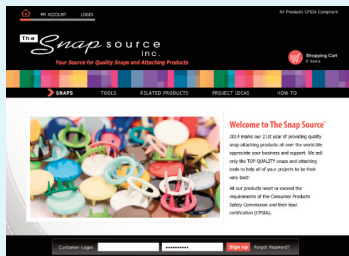 MY ACCOUNT LOGIN
All Products CPSIA Compliant
The Snap source inc.
Your Source for Quality Snaps and Attaching Products
Shopping Cart
0 items
SNAPS TOOLS RELATED PRODUCTS PROJECT IDEAS HOW TO
Welcome to The Snap Source
2014 marks our 21st year of providing quality
snap attaching products all over the world.We
appreciate your business and support. We sell
only the TOP QUALITY snaps and attaching
tools to help all of your projects to be their
very best!
All our products meet or exceed the
requirements of the Consumer Products
Safety Commission and their lead
certification (CPSIA).
Customer Login
Sign up
Forgot Password?